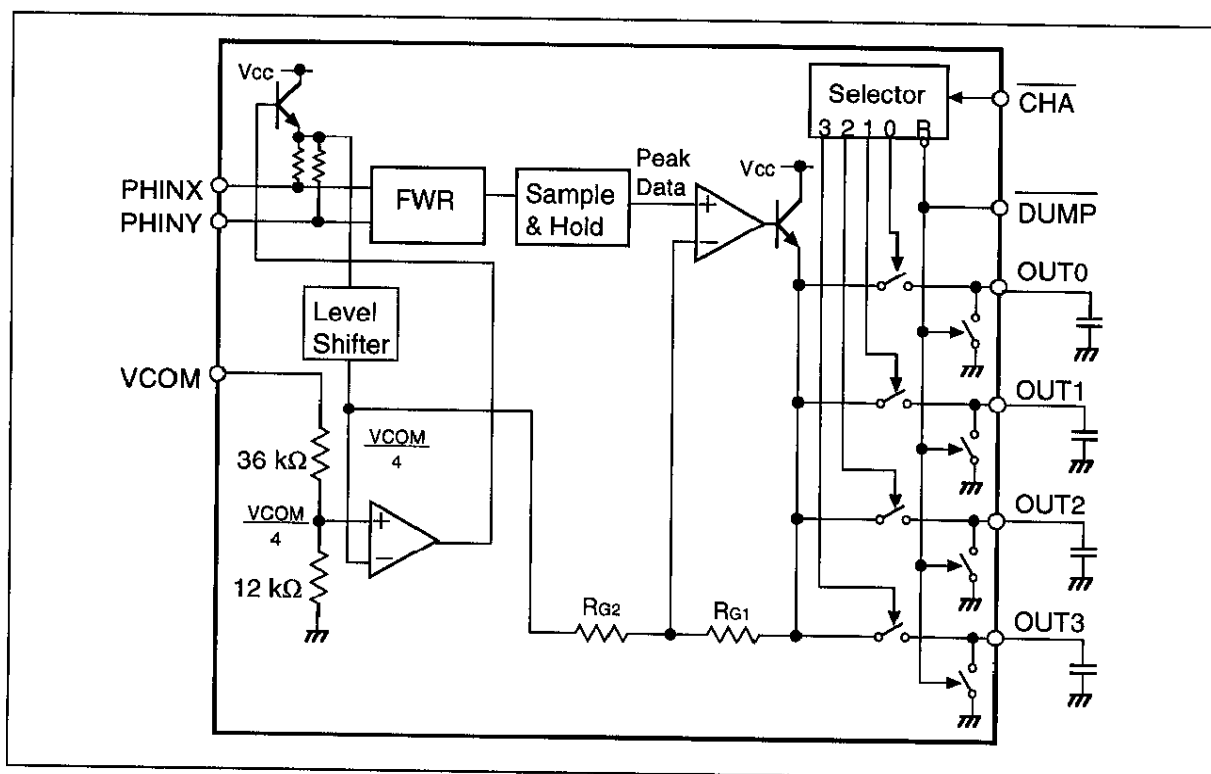 Vcc
Selector
3 2 1 0 R
CHA
PHINX
PHINY
FWR
Sample
& Hold
Peak
Data
Vcc
DUMP
OUT0
Level
Shifter
VCOM
OUT1
36 kΩ
VCOM
4
VCOM
4
12 kΩ
+
−
+
−
OUT2
RG2
RG1
OUT3